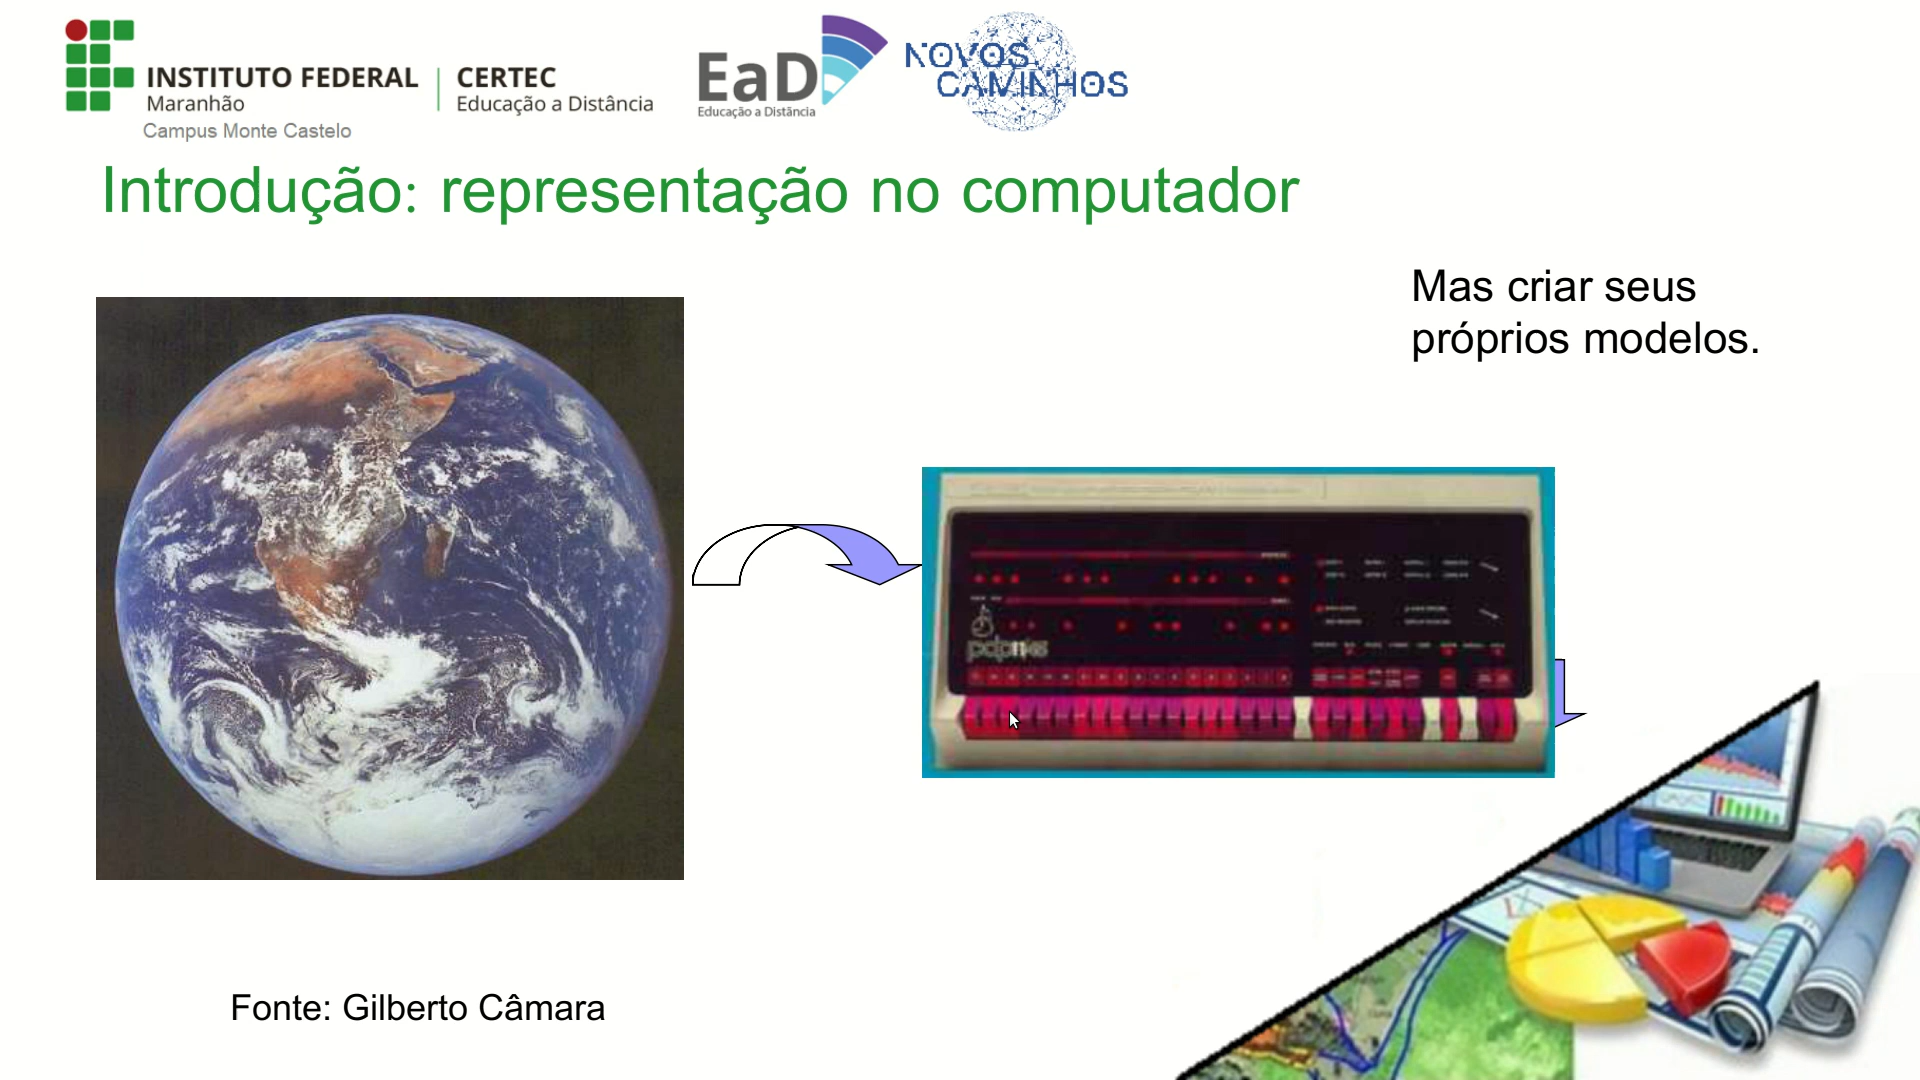 INSTITUTO FEDERAL
Maranhão
Campus Monte Castelo
CERTEC
Educação a Distância
EaD
Educação a Distância
NOVOS
CAMINHOS
Introdução: representação no computador
Mas criar seus
próprios modelos.
Fonte: Gilberto Câmara